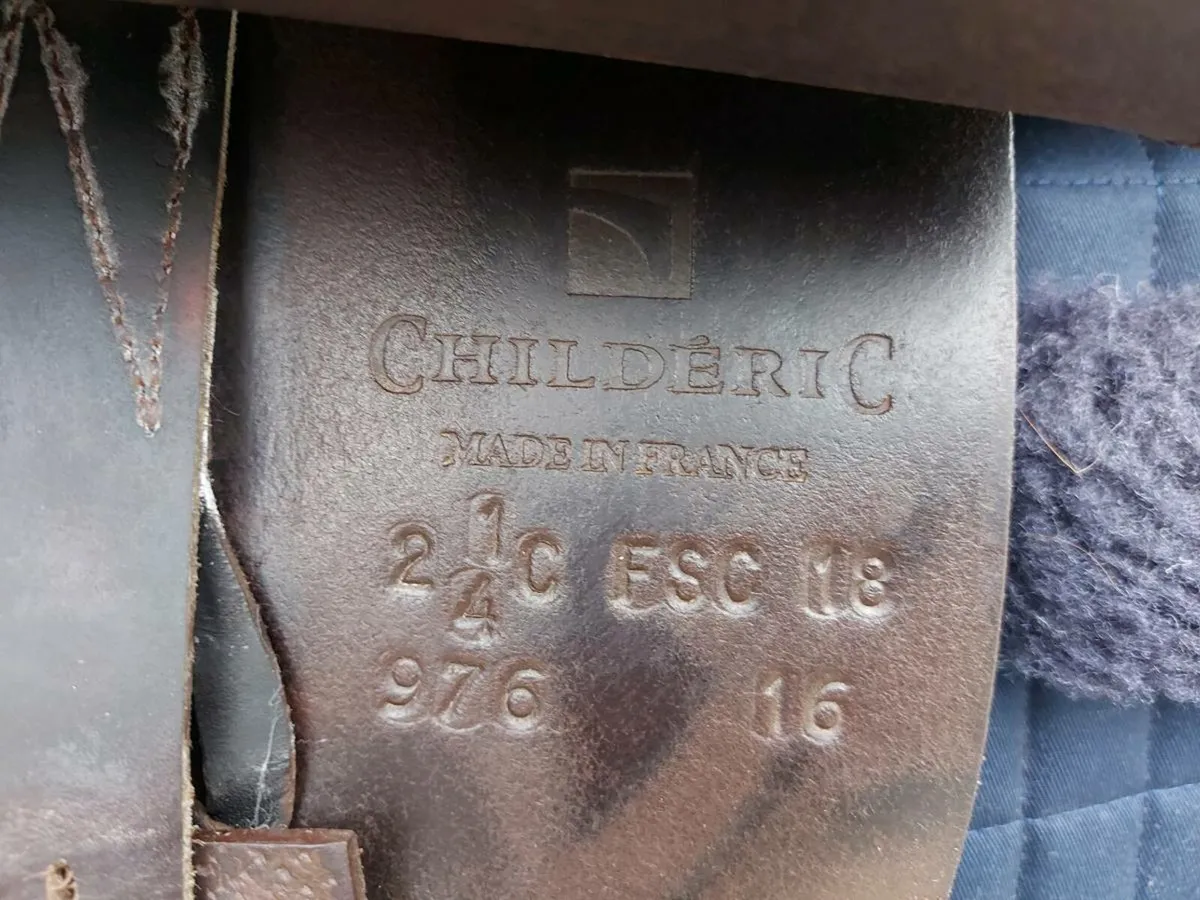 CHILDÉRIC
MADE IN FRANCE
2 1/4 C FSC 18
976 16